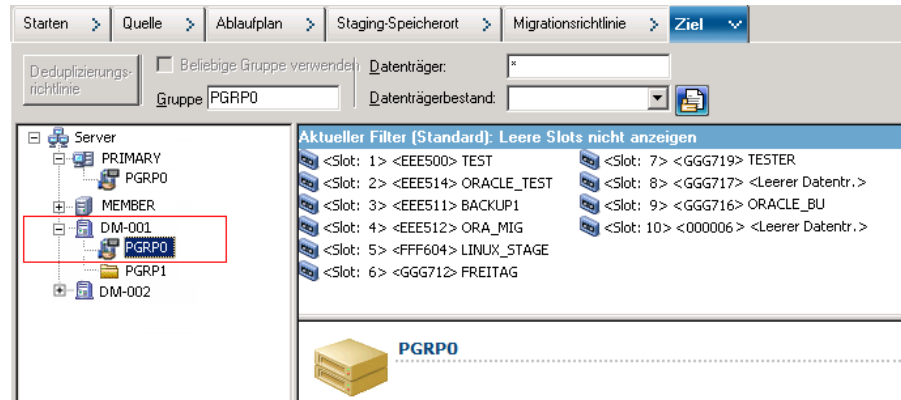 Starten Quelle Ablaufplan Staging-Speicherort Migrationsrichtlinie Ziel
Deduplizierungs-
richtlinie
Beliebige Gruppe verwenden
Gruppe PGRP0
Datenträger: *
Datenträgerbestand:
Server
PRIMARY
PGRP0
MEMBER
DM-001
PGRP0
PGRP1
DM-002
Aktueller Filter (Standard): Leere Slots nicht anzeigen
<Slot: 1> <EEE500> TEST
<Slot: 2> <EEE514> ORACLE_TEST
<Slot: 3> <EEE511> BACKUP1
<Slot: 4> <EEE512> ORA_MIG
<Slot: 5> <FFF604> LINUX_STAGE
<Slot: 6> <GGG712> FREITAG
<Slot: 7> <GGG719> TESTER
<Slot: 8> <GGG717> <Leerer Datentr.>
<Slot: 9> <GGG716> ORACLE_BU
<Slot: 10> <000006> <Leerer Datentr.>
PGRP0